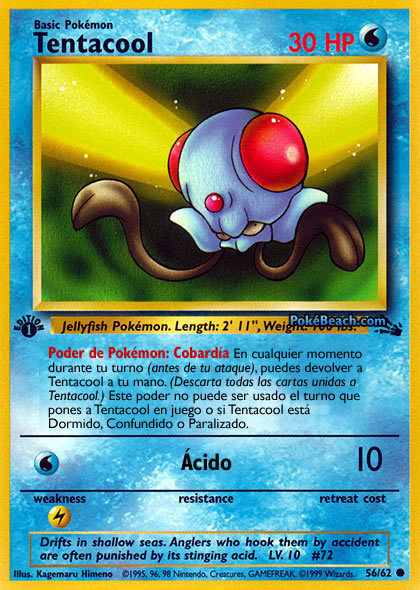 Basic Pokémon
Tentacool 30 HP
EDITION 1
Jellyfish Pokémon. Length: 2' 11", Weight: 100 lbs.
PokéBeach.com
Poder de Pokémon: Cobardía En cualquier momento
durante tu turno (antes de tu ataque), puedes devolver a
Tentacool a tu mano. (Descarta todas las cartas unidas a
Tentacool.) Este poder no puede ser usado el turno que
pones a Tentacool en juego o si Tentacool está
Dormido, Confundido o Paralizado.
Ácido 10
weakness resistance retreat cost
Drifts in shallow seas. Anglers who hook them by accident
are often punished by its stinging acid. LV. 10 #72
Illus. Kagemaru Himeno ©1995, 96, 98 Nintendo, Creatures, GAMEFREAK. ©1999 Wizards. 56/62